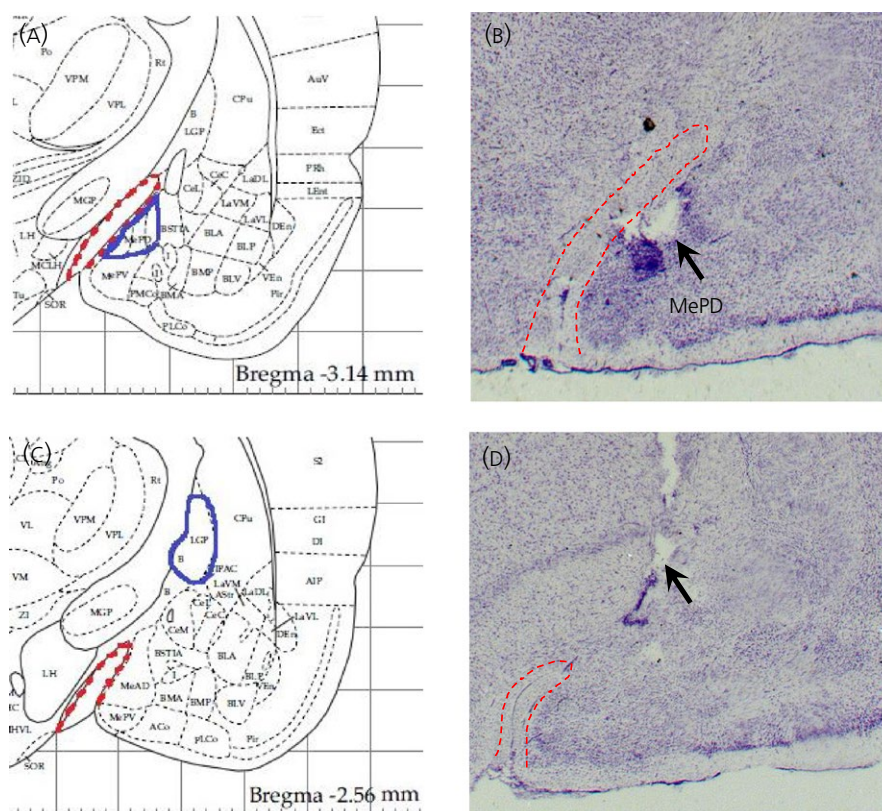 (A)
Po
Rt
VPM
VPL
CPu
AuV
B
LGP
Ect
PRh
LEnt
ZID
CeC
LaDL
CeL
MGP
LaVM
LaVL
DEn
LH
MePD
BSTIA
BLA
BLP
MCLH
MePV
I
I
BMP
BLV
VEn
Tu
SOR
PMCo
BMA
Pir
PLCo
Bregma -3.14 mm
(B)
MePD
(C)
Po
Rt
S2
VL
VPM
VPL
CPu
GI
DI
LGP
B
VM
IPAC
AIP
LaVM
AStr
LaDL
B
CeL
CeC
LaVL
ZI
MGP
CeM
DEn
BSTIA
BLA
LH
I
BLP
VEn
MeAD
BMA
BMP
BLV
MePV
ACo
PLCo
Pir
SOR
Bregma -2.56 mm
(D)